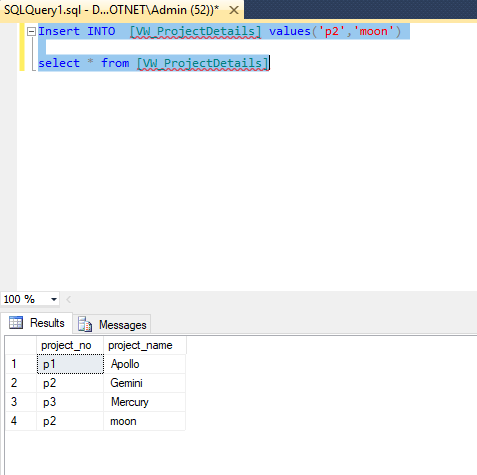 SQLQuery1.sql - D...OTNET\Admin (52))* ×
Insert INTO [VW_ProjectDetails] values('p2','moon')
select * from [VW_ProjectDetails]
100 %
Results Messages
project_no project_name
1 p1 Apollo
2 p2 Gemini
3 p3 Mercury
4 p2 moon